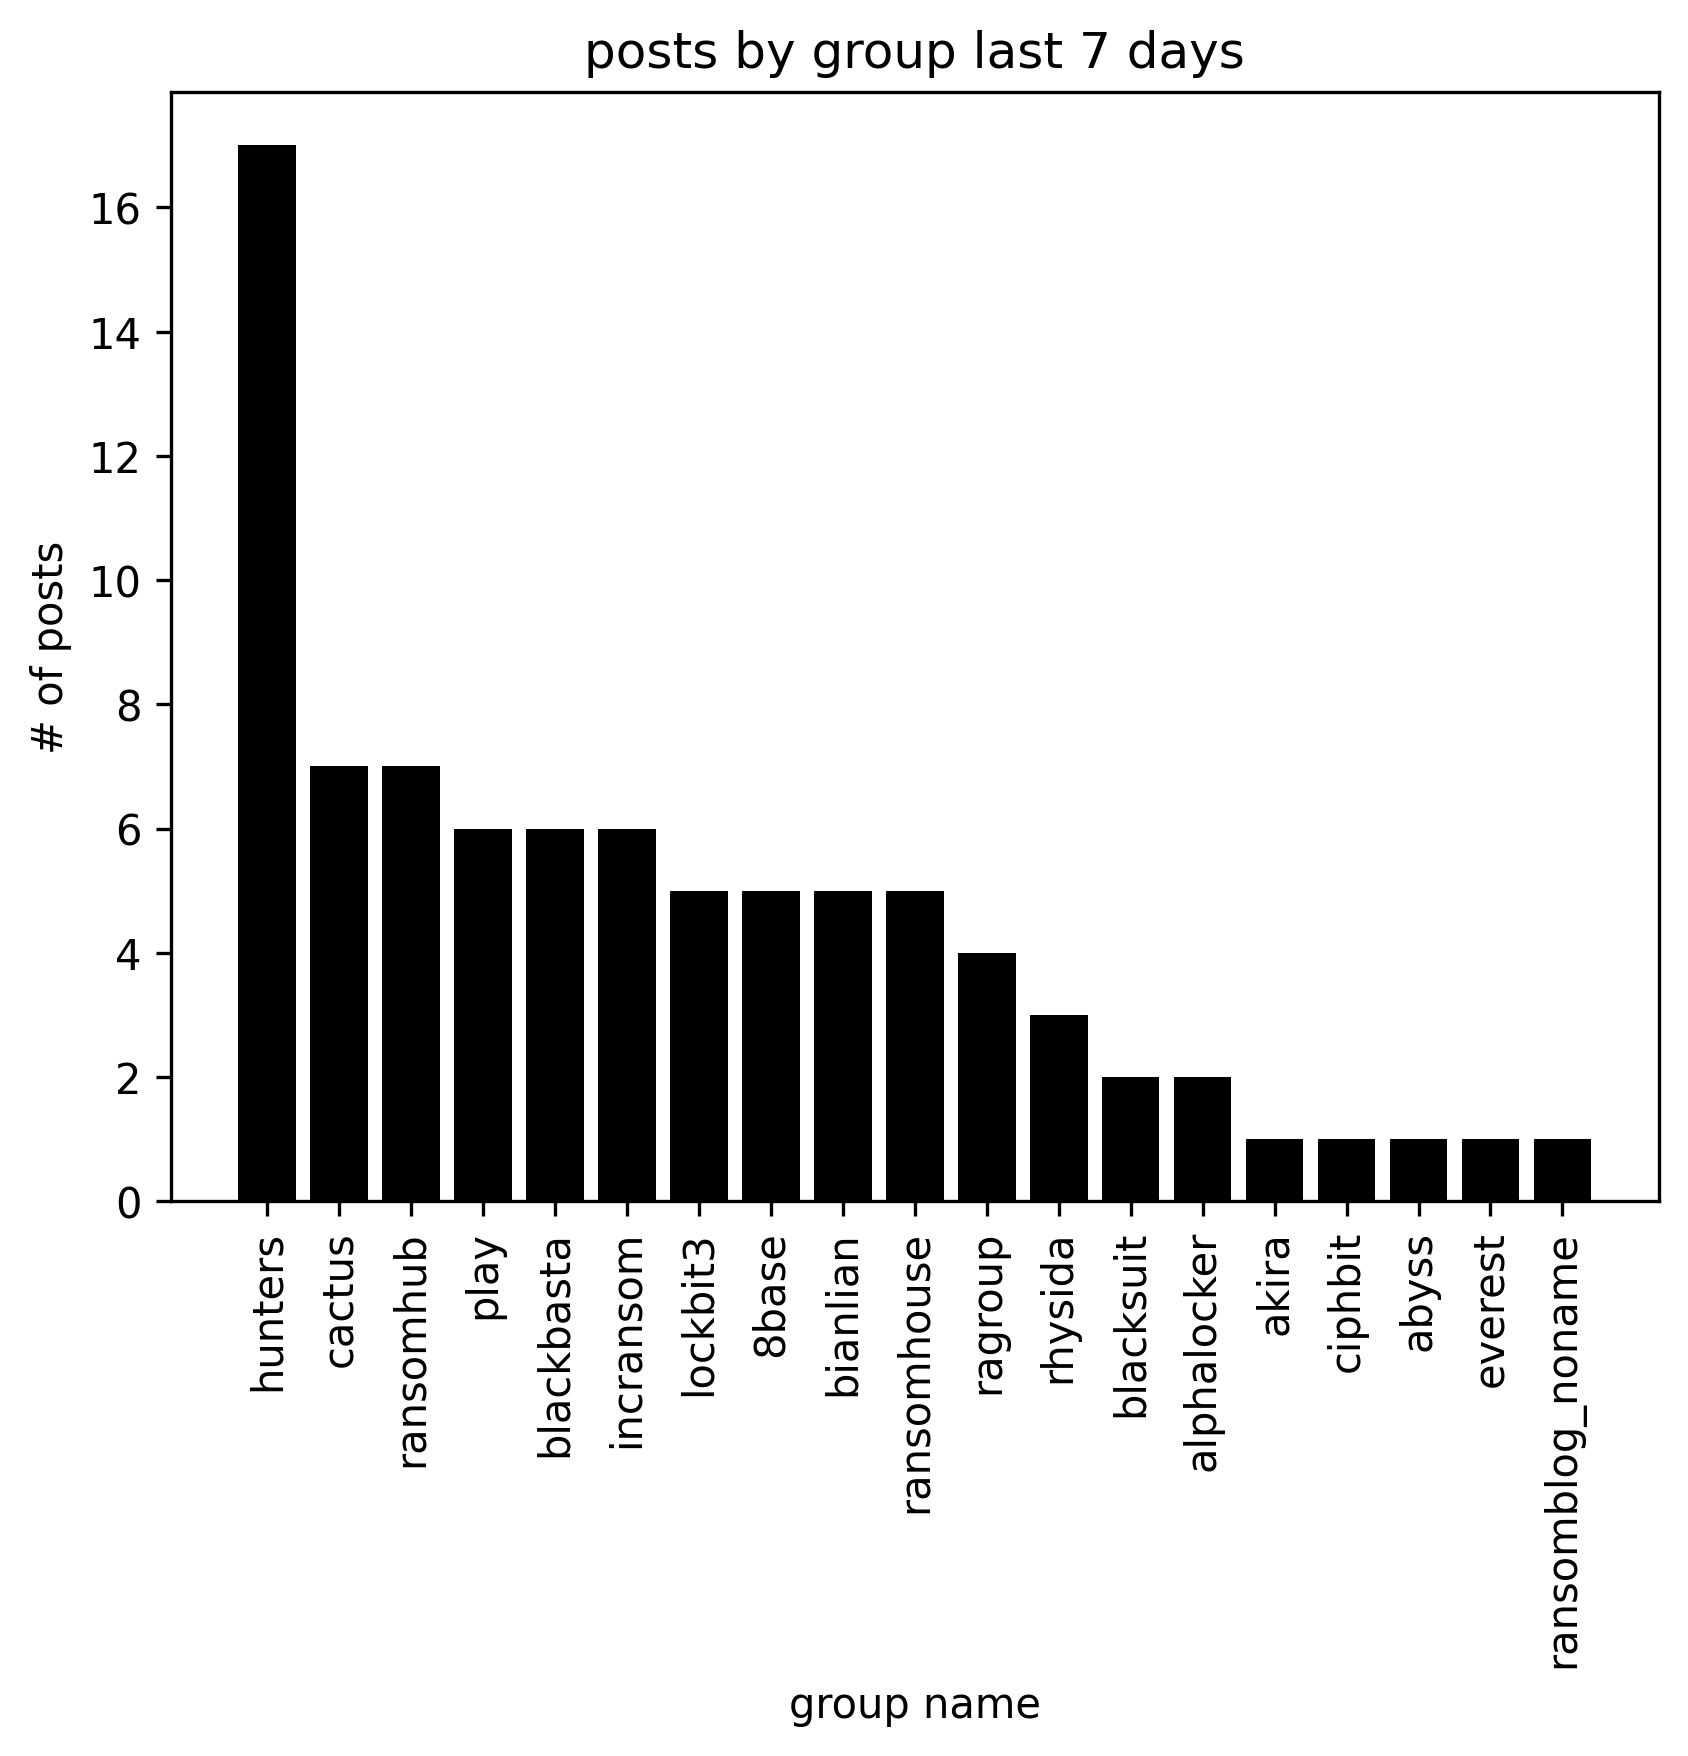 posts by group last 7 days
# of posts
16
14
12
10
8
6
4
2
0
hunters
cactus
ransomhub
play
blackbasta
incransom
lockbit3
8base
bianlian
ransomhouse
ragroup
rhysida
blacksuit
alphalocker
akira
ciphbit
abyss
everest
ransomblog_noname
group name